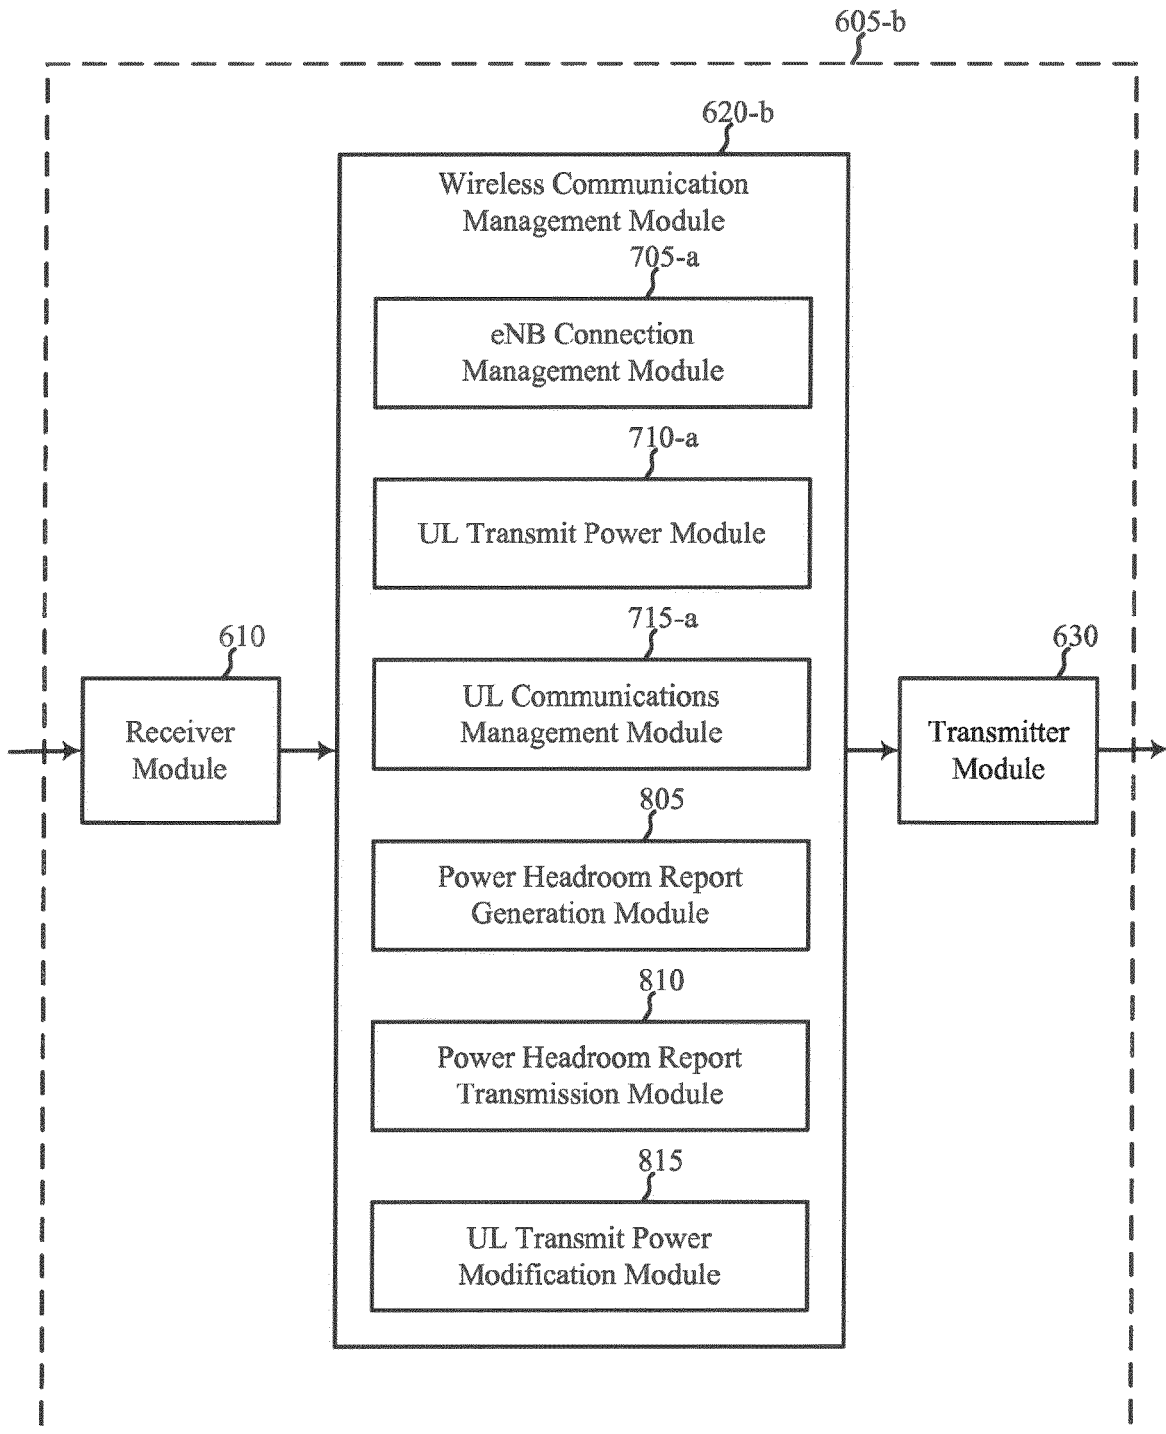 605-b
620-b
Wireless Communication
Management Module
705-a
eNB Connection
Management Module
710-a
UL Transmit Power Module
715-a
UL Communications
Management Module
610
Receiver
Module
630
Transmitter
Module
805
Power Headroom Report
Generation Module
810
Power Headroom Report
Transmission Module
815
UL Transmit Power
Modification Module